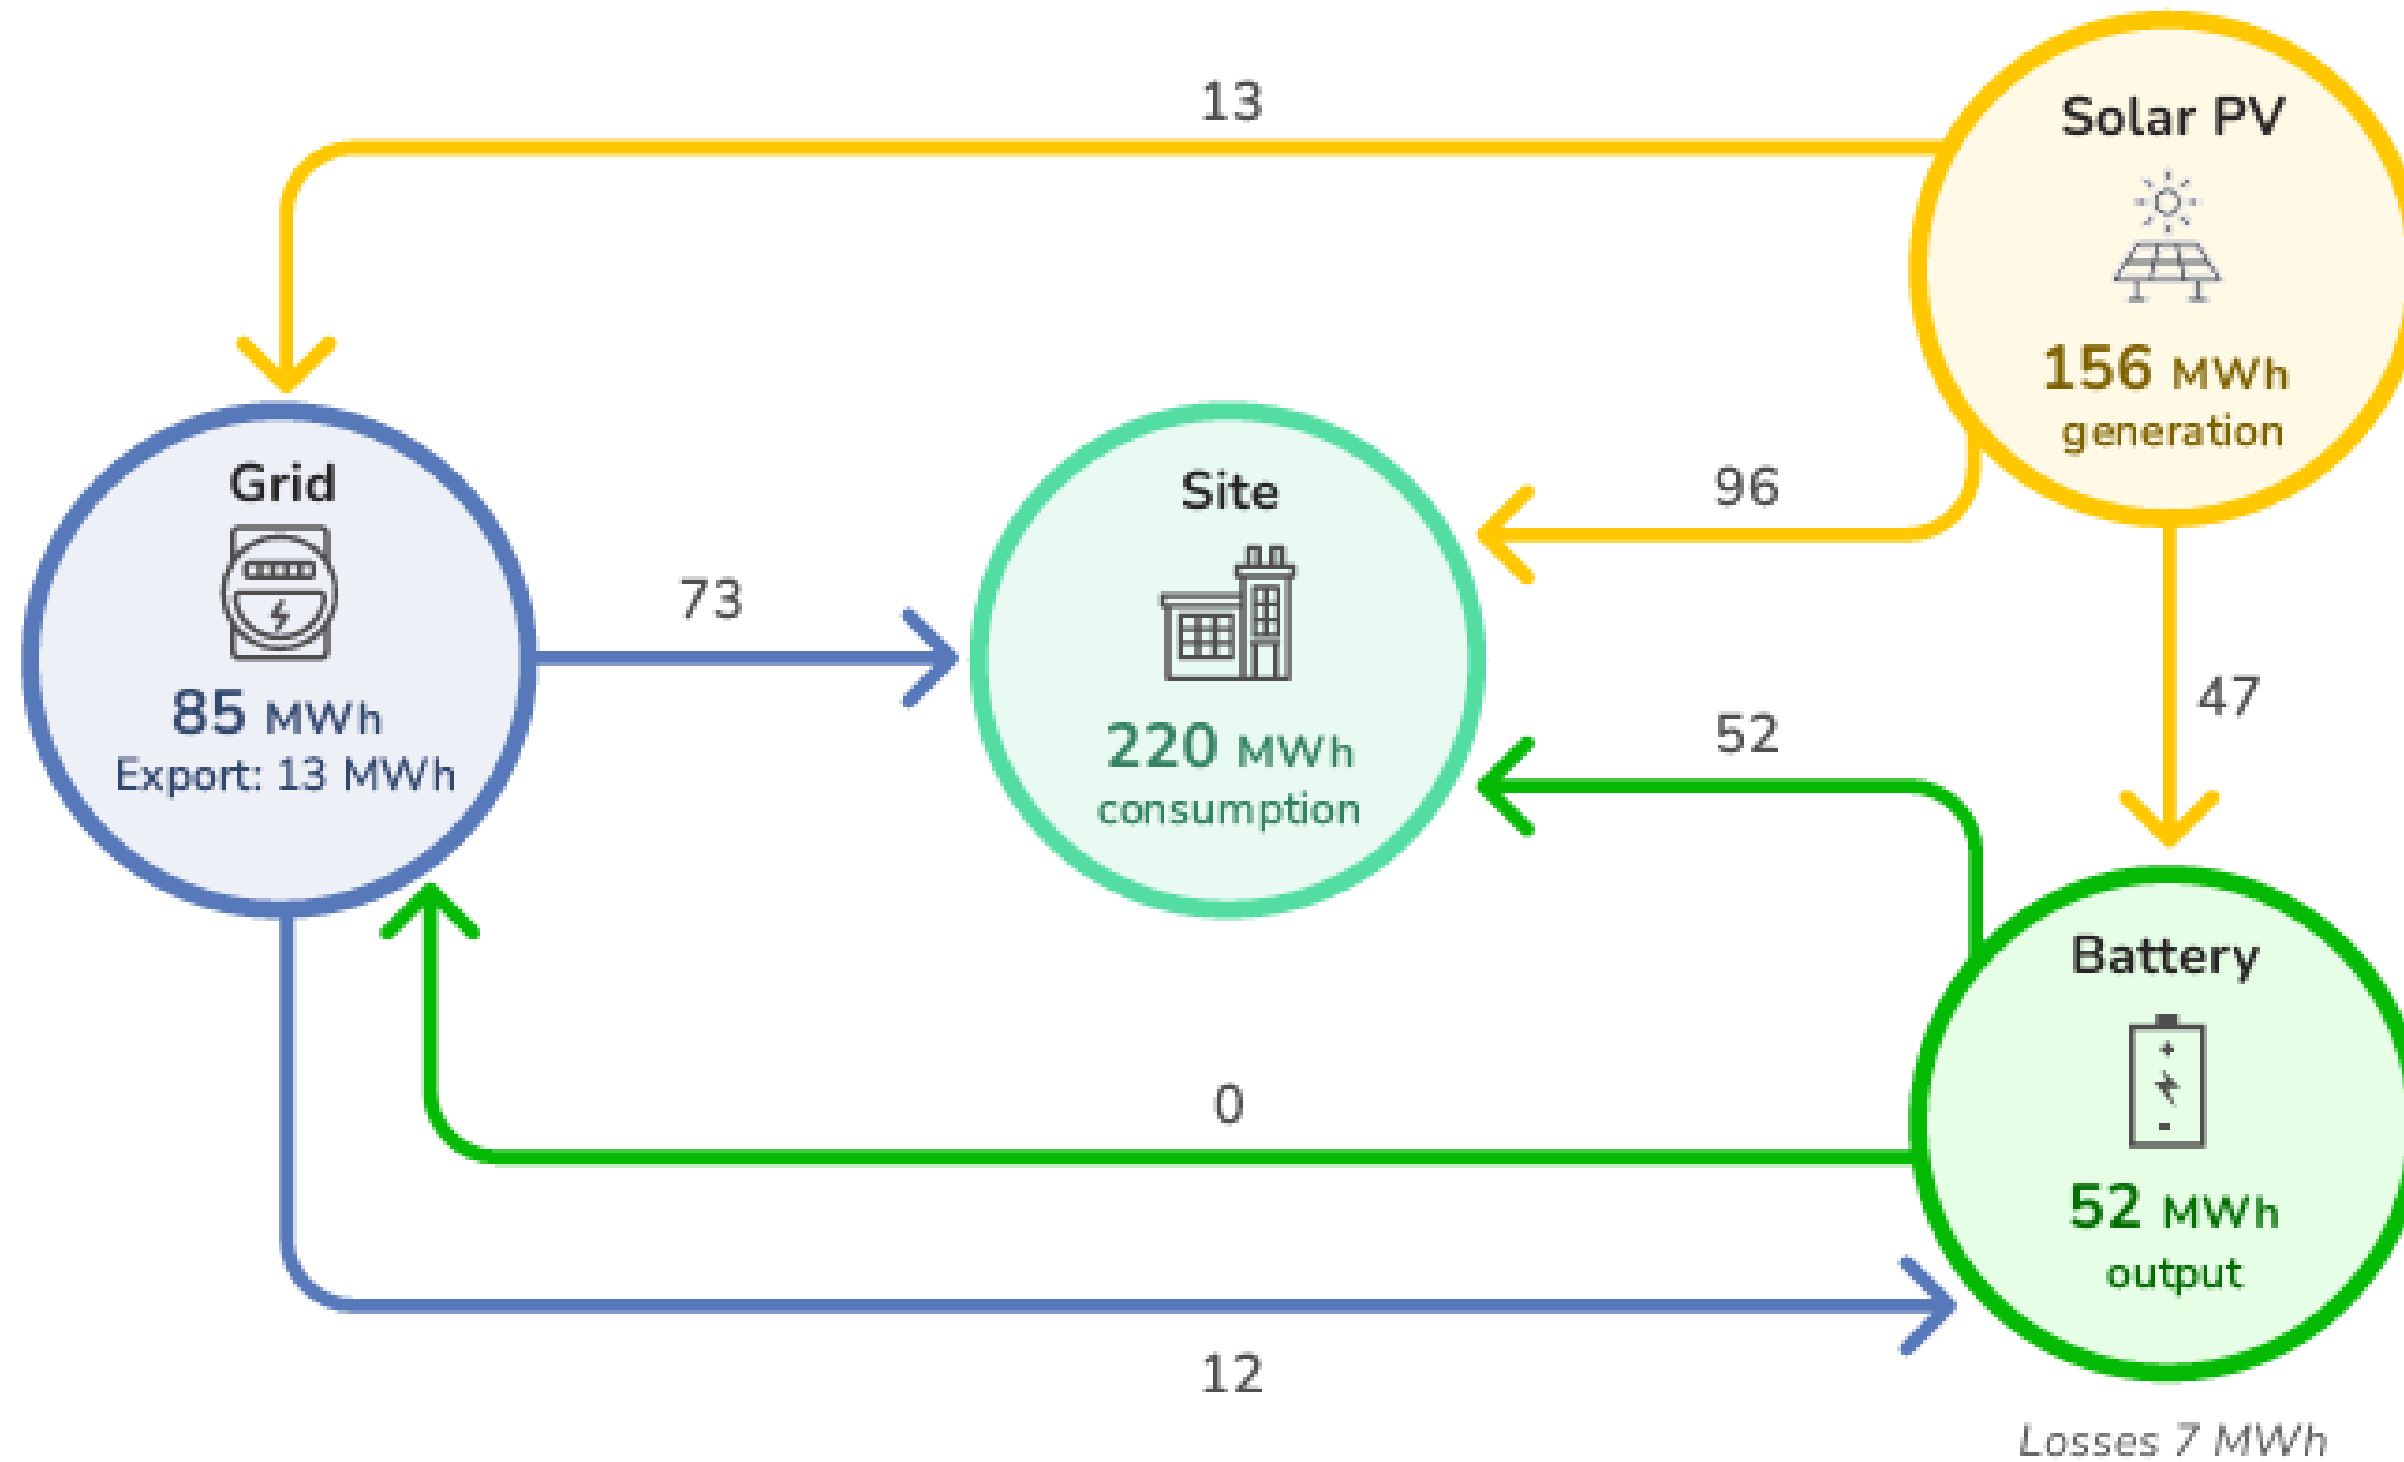 13
Solar PV
156 MWh
generation
96
Grid
85 MWh
Export: 13 MWh
73
Site
220 MWh
consumption
52
47
Battery
52 MWh
output
0
12
Losses 7 MWh